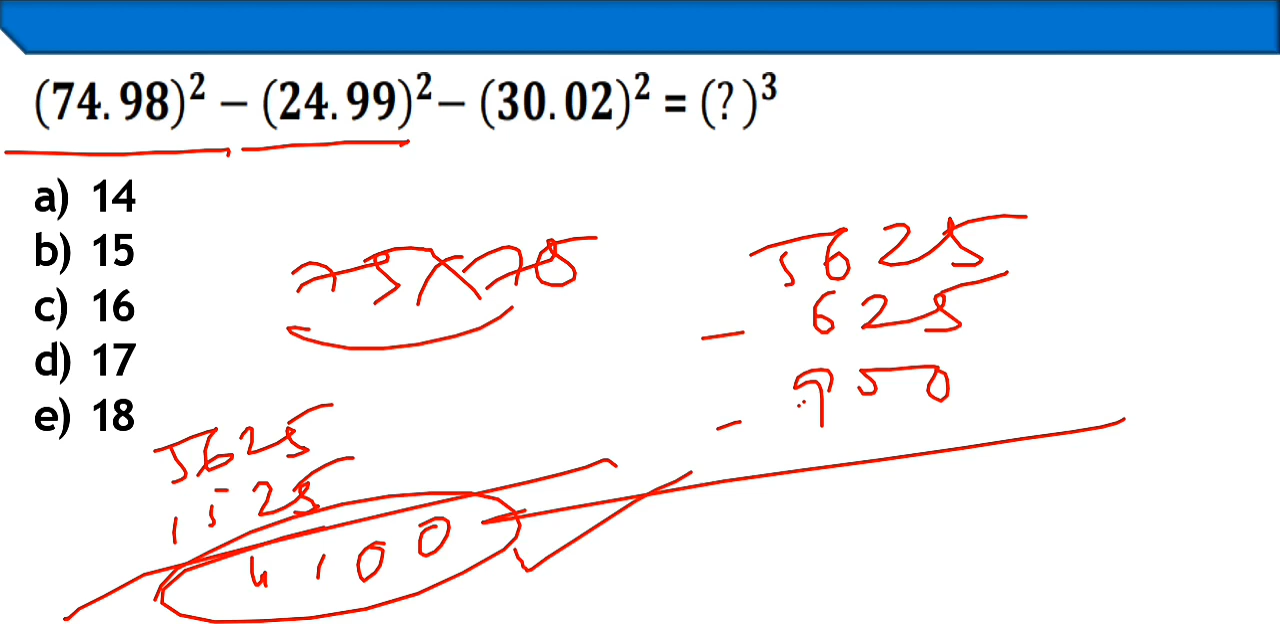 (74.98)² – (24.99)² – (30.02)² = (?)³
a) 14
b) 15
c) 16
d) 17
e) 18
75 × 75
5625
– 625
– 950
5625
1525
4100